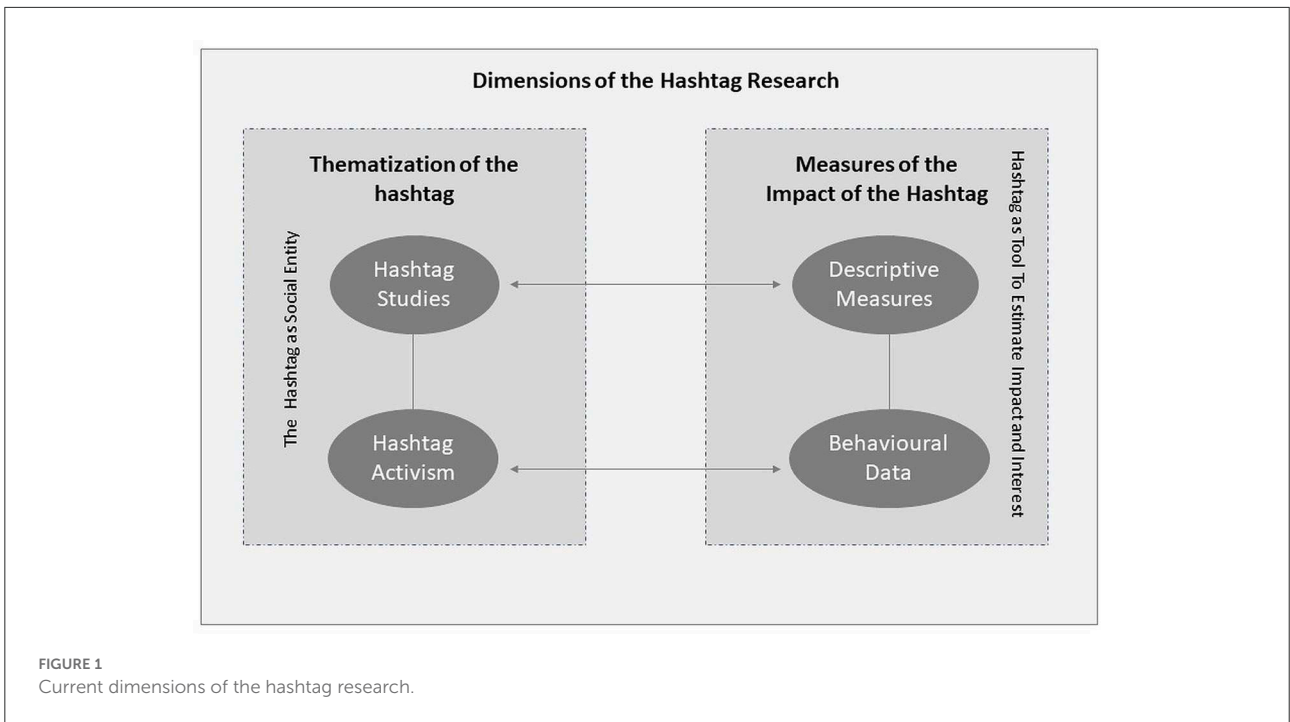 Dimensions of the Hashtag Research
Thematization of the
hashtag
The Hashtag as Social Entity
Hashtag
Studies
Hashtag
Activism
Measures of the
Impact of the Hashtag
Descriptive
Measures
Behavioural
Data
Hashtag as Tool To Estimate Impact and Interest
FIGURE 1
Current dimensions of the hashtag research.